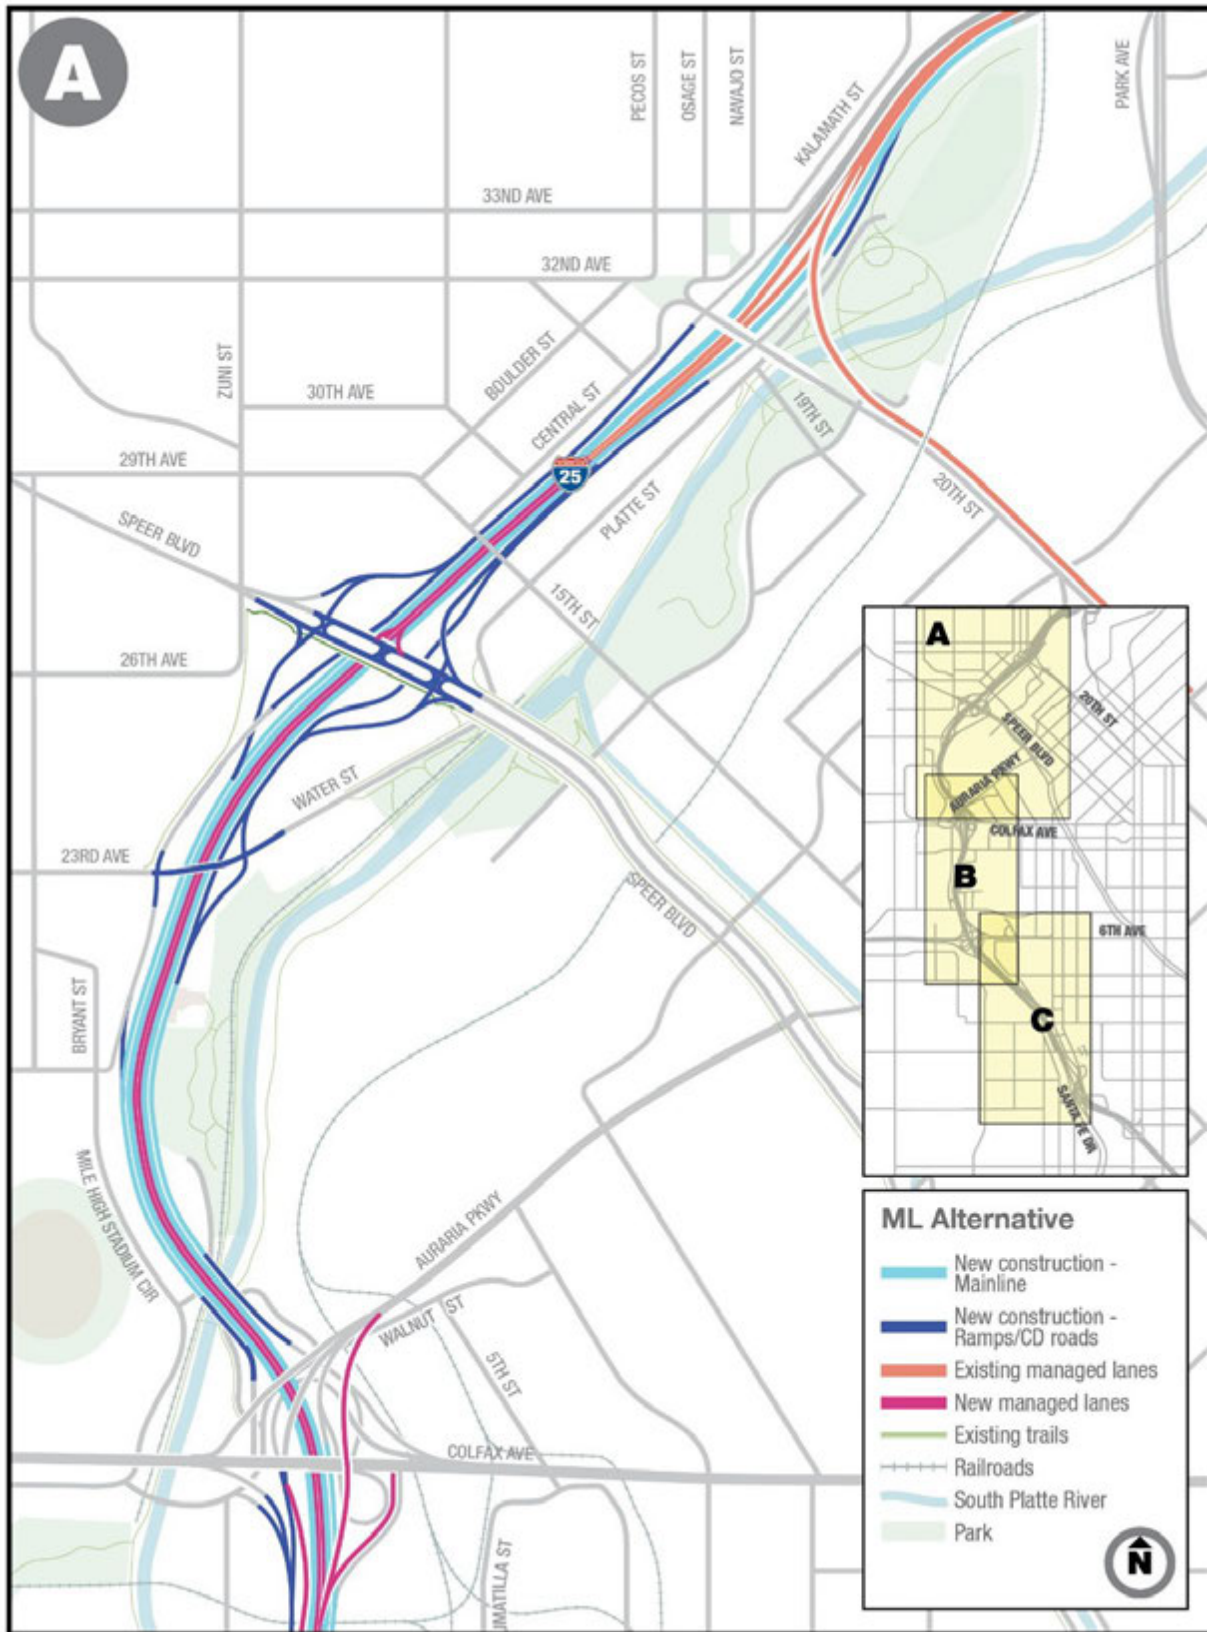 A
PECOS ST
OSAGE ST
NAVAJO ST
KALAMATH ST
PARK AVE
33ND AVE
32ND AVE
ZUNI ST
30TH AVE
BOULDER ST
CENTRAL ST
19TH ST
29TH AVE
25
20TH ST
SPEER BLVD
PLATTE ST
15TH ST
26TH AVE
WATER ST
23RD AVE
SPEER BLVD
BRYANT ST
MILE HIGH STADIUM CIR
AURARIA PKWY
WALNUT ST
5TH ST
COLFAX AVE
UMATILLA ST
A
20TH ST
SPEER BLVD
AURARIA PKWY
COLFAX AVE
B
6TH AVE
C
SANTA FE DR
ML Alternative
New construction -
Mainline
New construction -
Ramps/CD roads
Existing managed lanes
New managed lanes
Existing trails
Railroads
South Platte River
Park
N